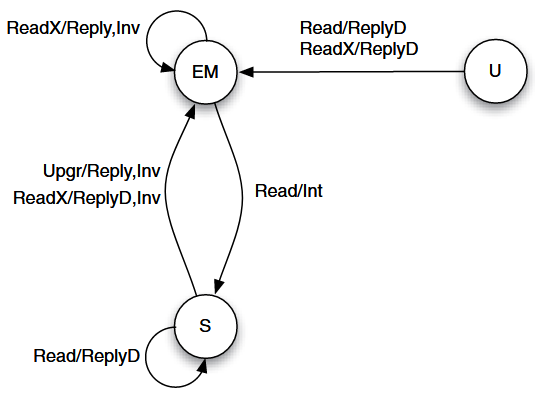 ReadX/Reply,Inv
Read/ReplyD
ReadX/ReplyD
EM
U
Upgr/Reply,Inv
ReadX/ReplyD,Inv
Read/Int
S
Read/ReplyD